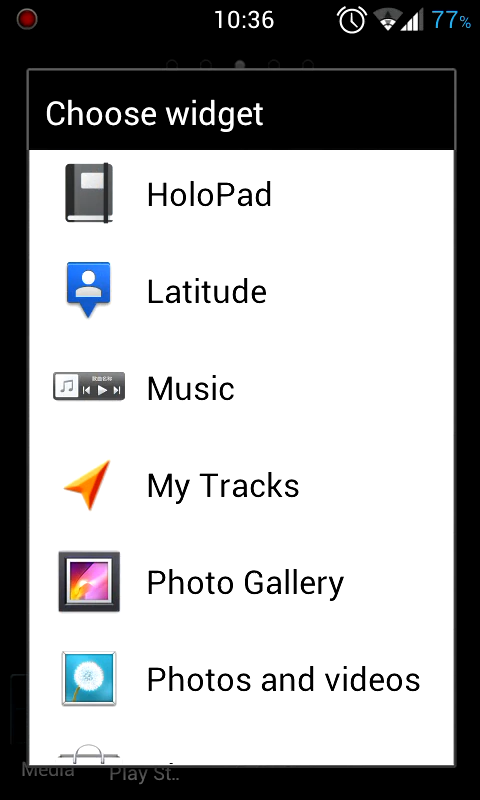 10:36
77%
Choose widget
HoloPad
Latitude
Music
My Tracks
Photo Gallery
Photos and videos
Media
Play St..